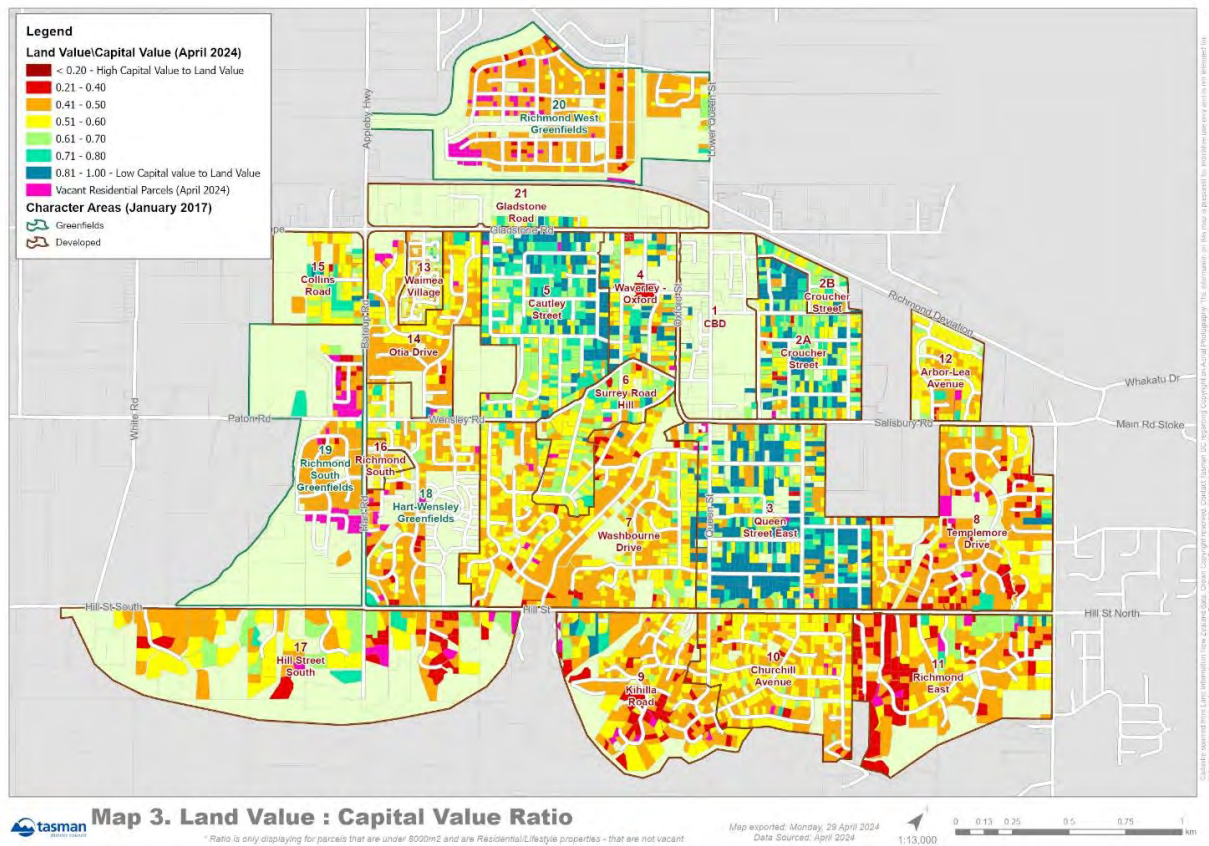 Legend
Land Value\Capital Value (April 2024)
< 0.20 - High Capital Value to Land Value
0.21 - 0.40
0.41 - 0.50
0.51 - 0.60
0.61 - 0.70
0.71 - 0.80
0.81 - 1.00 - Low Capital value to Land Value
Vacant Residential Parcels (April 2024)
Character Areas (January 2017)
Greenfields
Developed
Appleby Hwy
Lower Queen St
20
Richmond West
Greenfields
21
Gladstone
Road
Gladstone Rd
15
Collins
Road
13
Waimea
Village
14
Otia Drive
5
Cautley
Street
4
Waverley -
Oxford
Oxford St
1
CBD
2B
Croucher
Street
2A
Croucher
Street
Richmond Deviation
12
Arbor-Lea
Avenue
Whakatu Dr
Main Rd Stoke
Salisbury Rd
6
Surrey Road
Hill
Bateup Rd
White Rd
Paton Rd
Wensley Rd
19
Richmond
South
Greenfields
16
Richmond
South
18
Hart-Wensley
Greenfields
7
Washbourne
Drive
Queen St
3
Queen
Street East
8
Templemore
Drive
Hill St South
Hill St
Hill St North
17
Hill Street
South
9
Kihilla
Road
10
Churchill
Avenue
11
Richmond
East
tasman
Map 3. Land Value : Capital Value Ratio
* Ratio is only displaying for parcels that are under 8000m2 and are Residential/Lifestyle properties - that are not vacant
Map exported: Monday, 29 April 2024
Data Sourced: April 2024
1:13,000
0 0.13 0.25 0.5 0.75 1
km